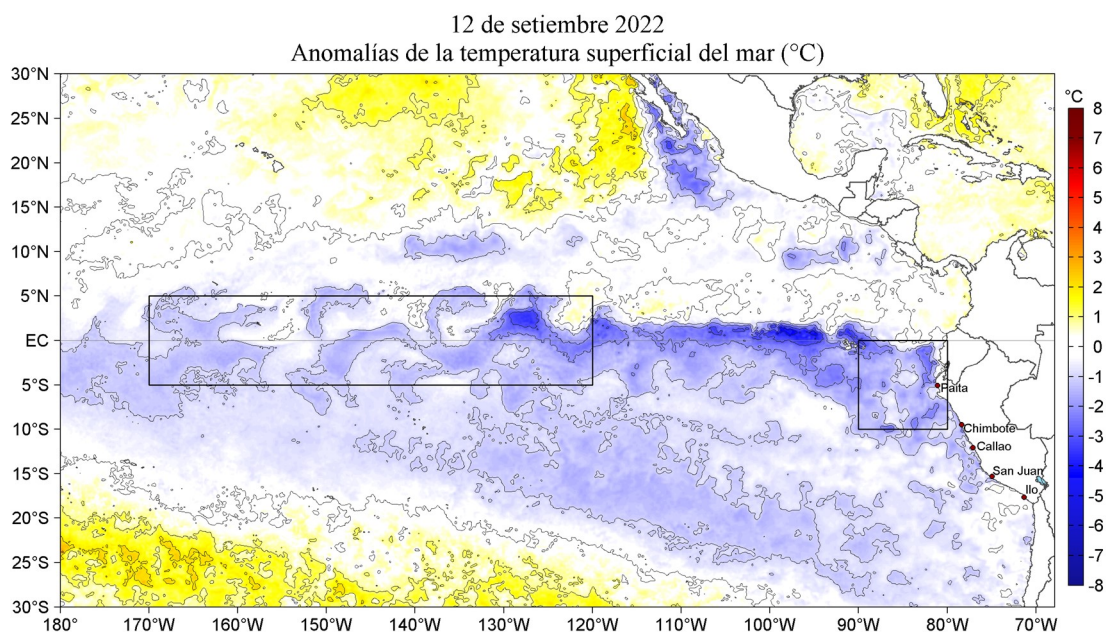 12 de setiembre 2022
Anomalías de la temperatura superficial del mar (°C)
°C
30°N
25°N
20°N
15°N
10°N
5°N
EC
5°S
10°S
15°S
20°S
25°S
30°S
Paita
Chimbote
Callao
San Juan
Ilo
8
7
6
5
4
3
2
1
0
-1
-2
-3
-4
-5
-6
-7
-8
180
170°W
160°W
150°W
140°W
130°W
120°W
110°W
100°W
90°W
80°W
70°W